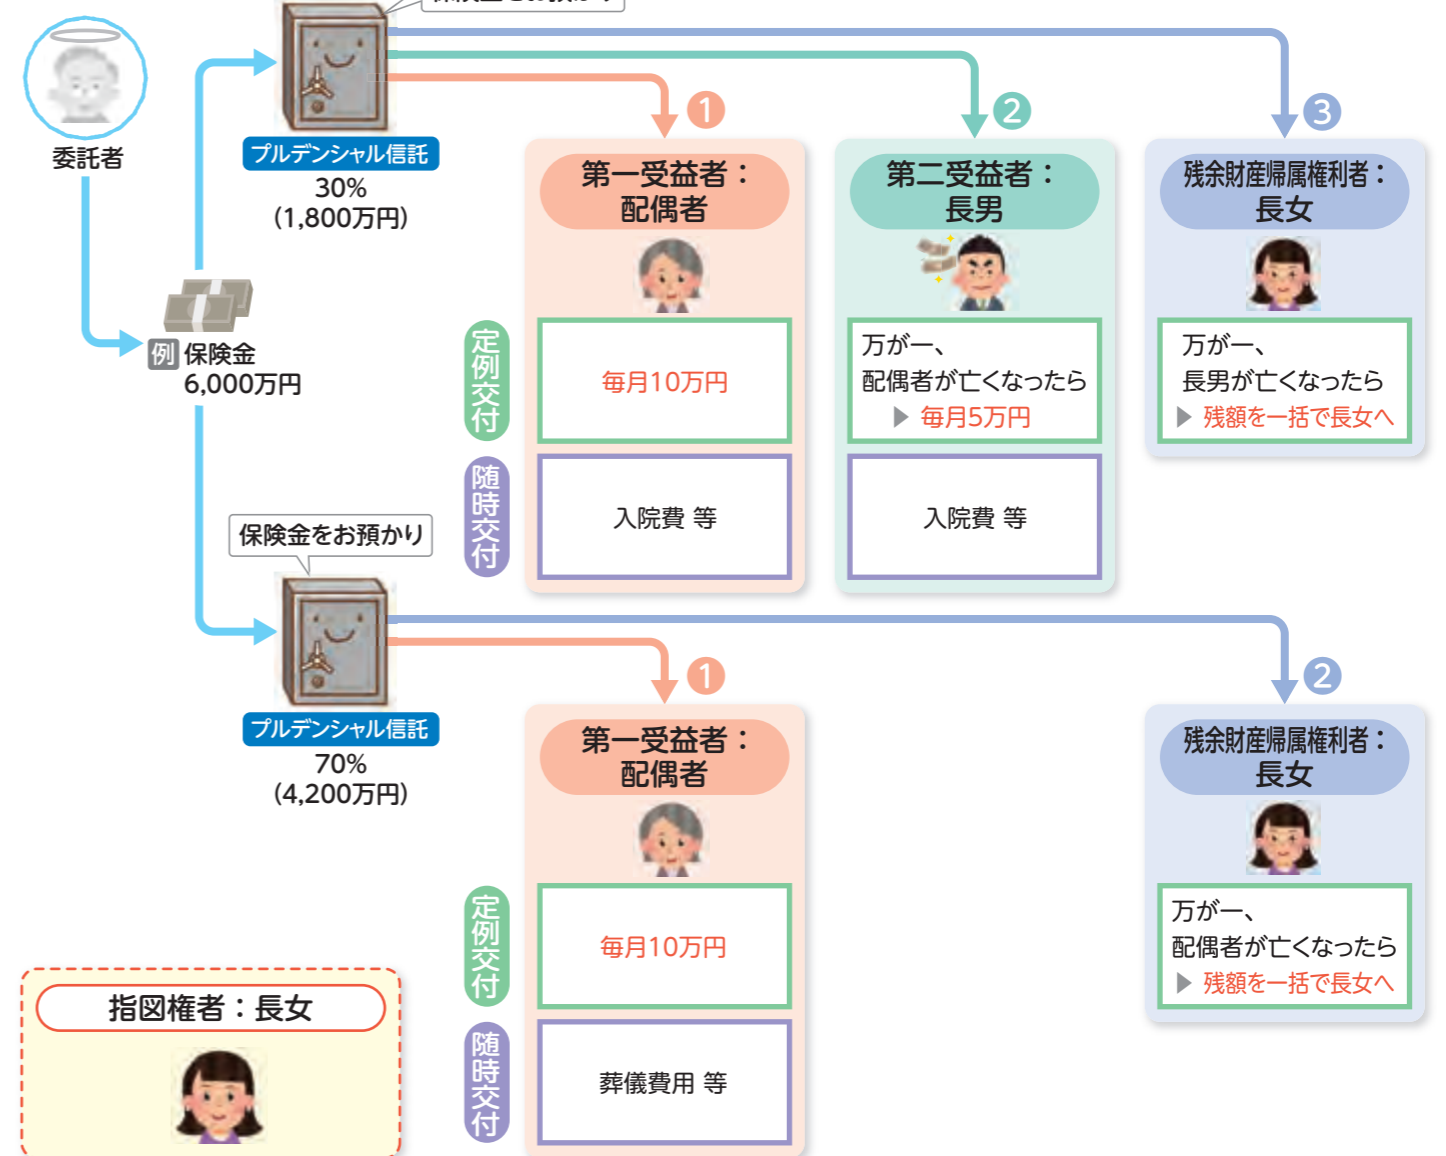 委託者
プルデンシャル信託
30%
(1,800万円)
例 保険金
6,000万円
❶
第一受益者：
配偶者
❷
第二受益者：
長男
❸
残余財産帰属権利者：
長女
定例交付
毎月10万円
万が一、
配偶者が亡くなったら
▶ 毎月5万円
万が一、
長男が亡くなったら
▶ 残額を一括で長女へ
随時交付
入院費 等
入院費 等
保険金をお預かり
プルデンシャル信託
70%
(4,200万円)
❶
第一受益者：
配偶者
❷
残余財産帰属権利者：
長女
定例交付
毎月10万円
万が一、
配偶者が亡くなったら
▶ 残額を一括で長女へ
随時交付
葬儀費用 等
指図権者：長女